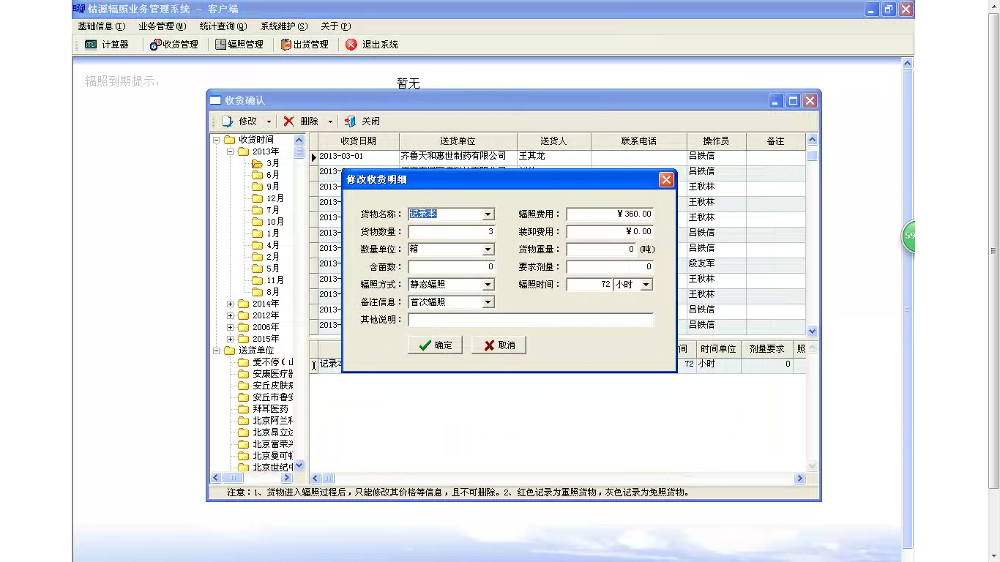 钴源辐照业务管理系统 - 客户端
基础信息(I) 业务管理(M) 统计查询(Q) 系统维护(S) 关于(P)
计算器 收货管理 辐照管理 出货管理 退出系统
辐照到期提示:
暂无
收货确认
修改 删除 关闭
收货时间
2013年
3月
6月
9月
12月
7月
10月
1月
4月
2月
5月
11月
8月
2014年
2012年
2006年
2015年
送货单位
爱不停(山
安康医疗器
安丘皮肤病
安丘市鲁安
拜耳医药
北京阿兰科
北京昂立达
北京富荣兴
北京曼可顿
北京世纪中
收货日期 送货单位 送货人 联系电话 操作员 备注
2013-03-01 齐鲁天和惠世制药有限公司 王其龙 吕铁信
2013- 吕铁信
2013- 王秋林
2013- 王秋林
2013- 王秋林
2013- 吕铁信
2013- 吕铁信
2013- 段友军
2013- 王秋林
2013- 王秋林
2013- 吕铁信
2013- 吕铁信
修改收货明细
货物名称: 记录本 辐照费用: ¥360.00
货物数量: 3 装卸费用: ¥0.00
数量单位: 箱 货物重量: 0 (吨)
含菌数: 0 要求剂量: 0
辐照方式: 静态辐照 辐照时间: 72 小时
备注信息: 首次辐照
其他说明:
确定 取消
间 时间单位 剂量要求 照
记录本 72 小时 0
注意:1、货物进入辐照过程后,只能修改其价格等信息,且不可删除。2、红色记录为重照货物,灰色记录为免照货物。
59